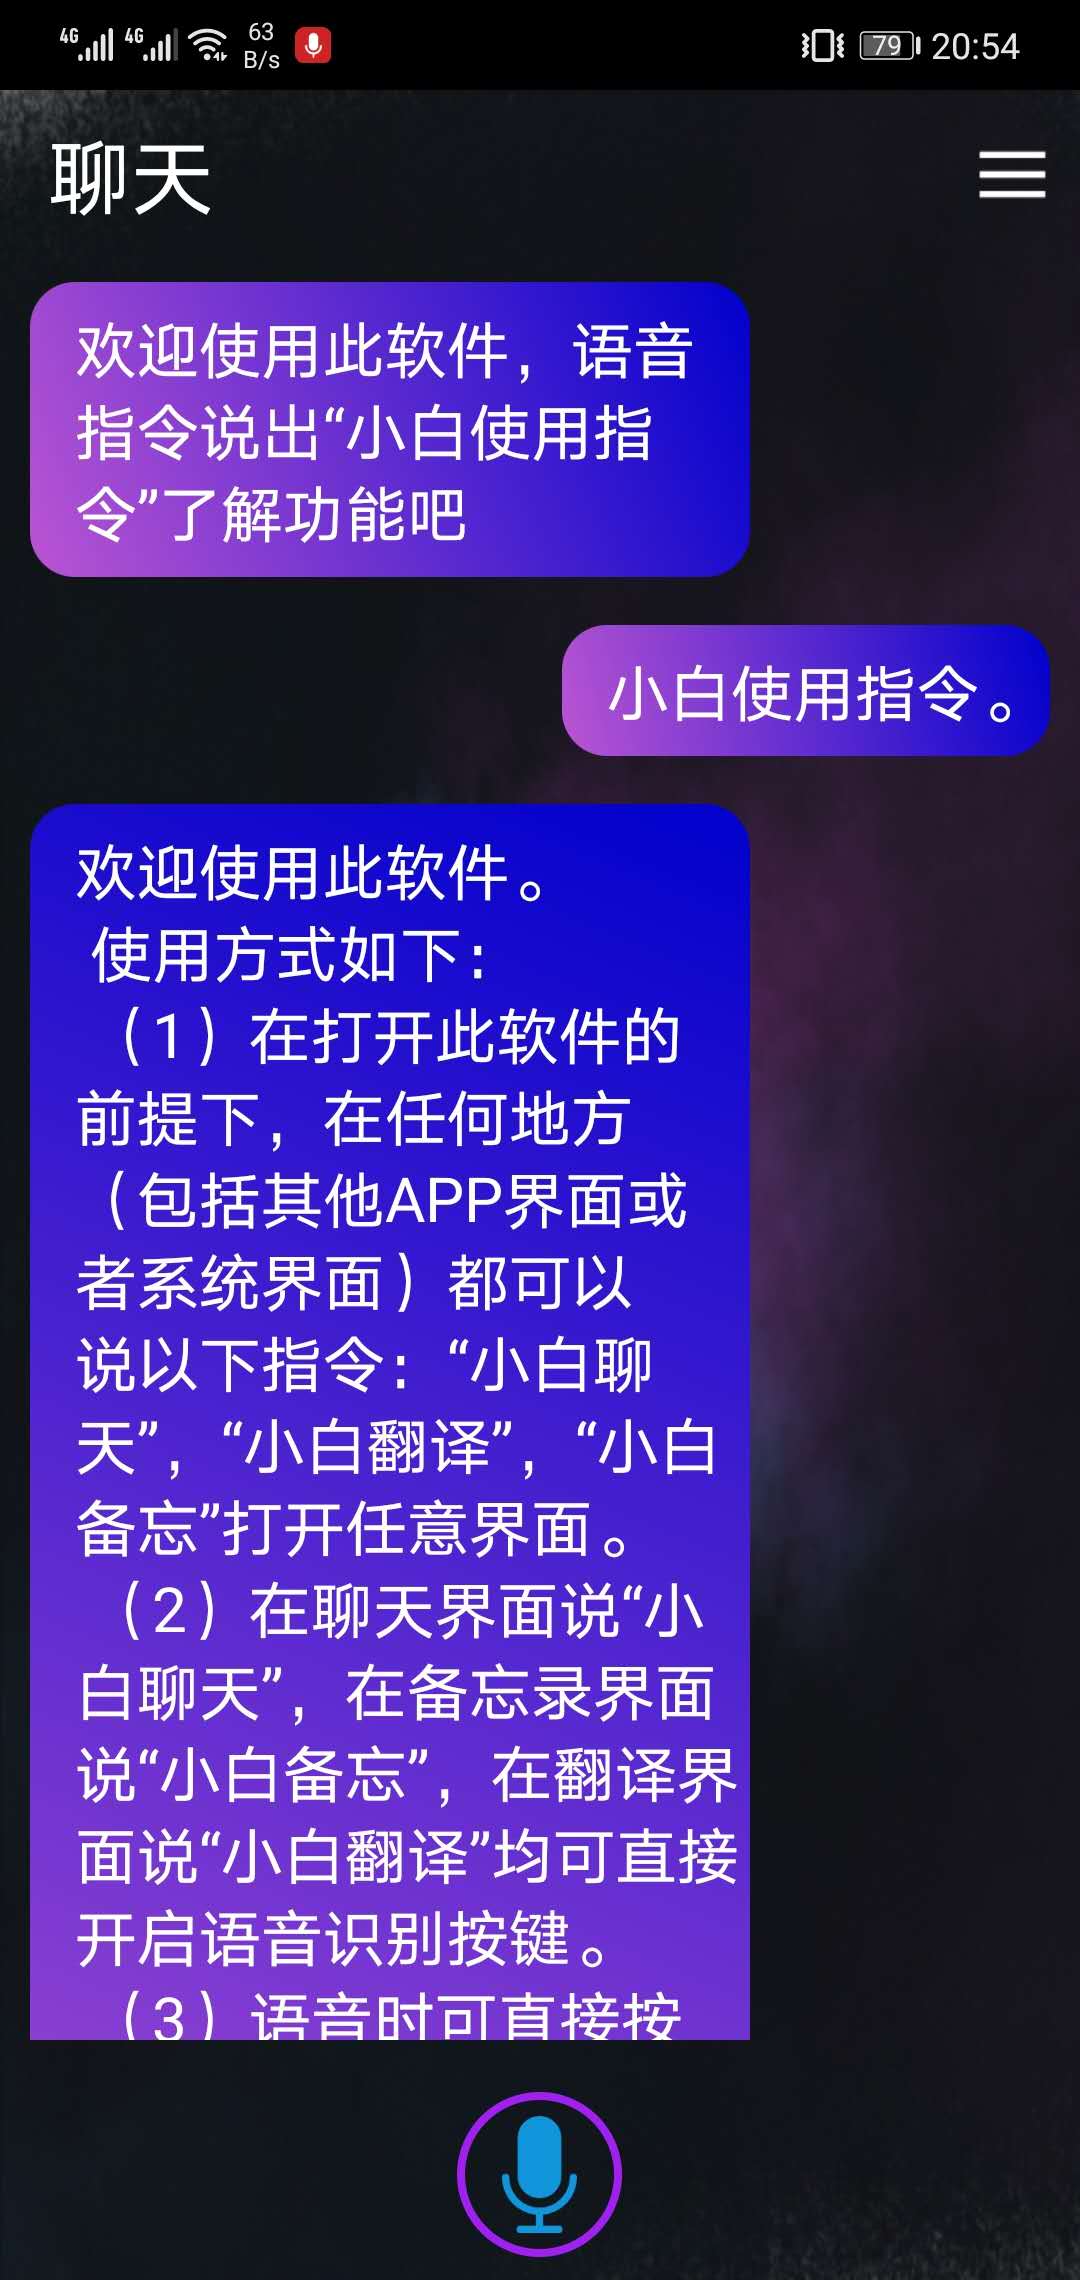 4G 4G 63 B/s 79 20:54
聊天
欢迎使用此软件，语音
指令说出“小白使用指
令”了解功能吧
小白使用指令。
欢迎使用此软件。
使用方式如下：
（1）在打开此软件的
前提下，在任何地方
（包括其他APP界面或
者系统界面）都可以
说以下指令：“小白聊
天”，“小白翻译”，“小白
备忘”打开任意界面。
（2）在聊天界面说“小
白聊天”，在备忘录界面
说“小白备忘”，在翻译界
面说“小白翻译”均可直接
开启语音识别按键。
（3）语音时可直接按